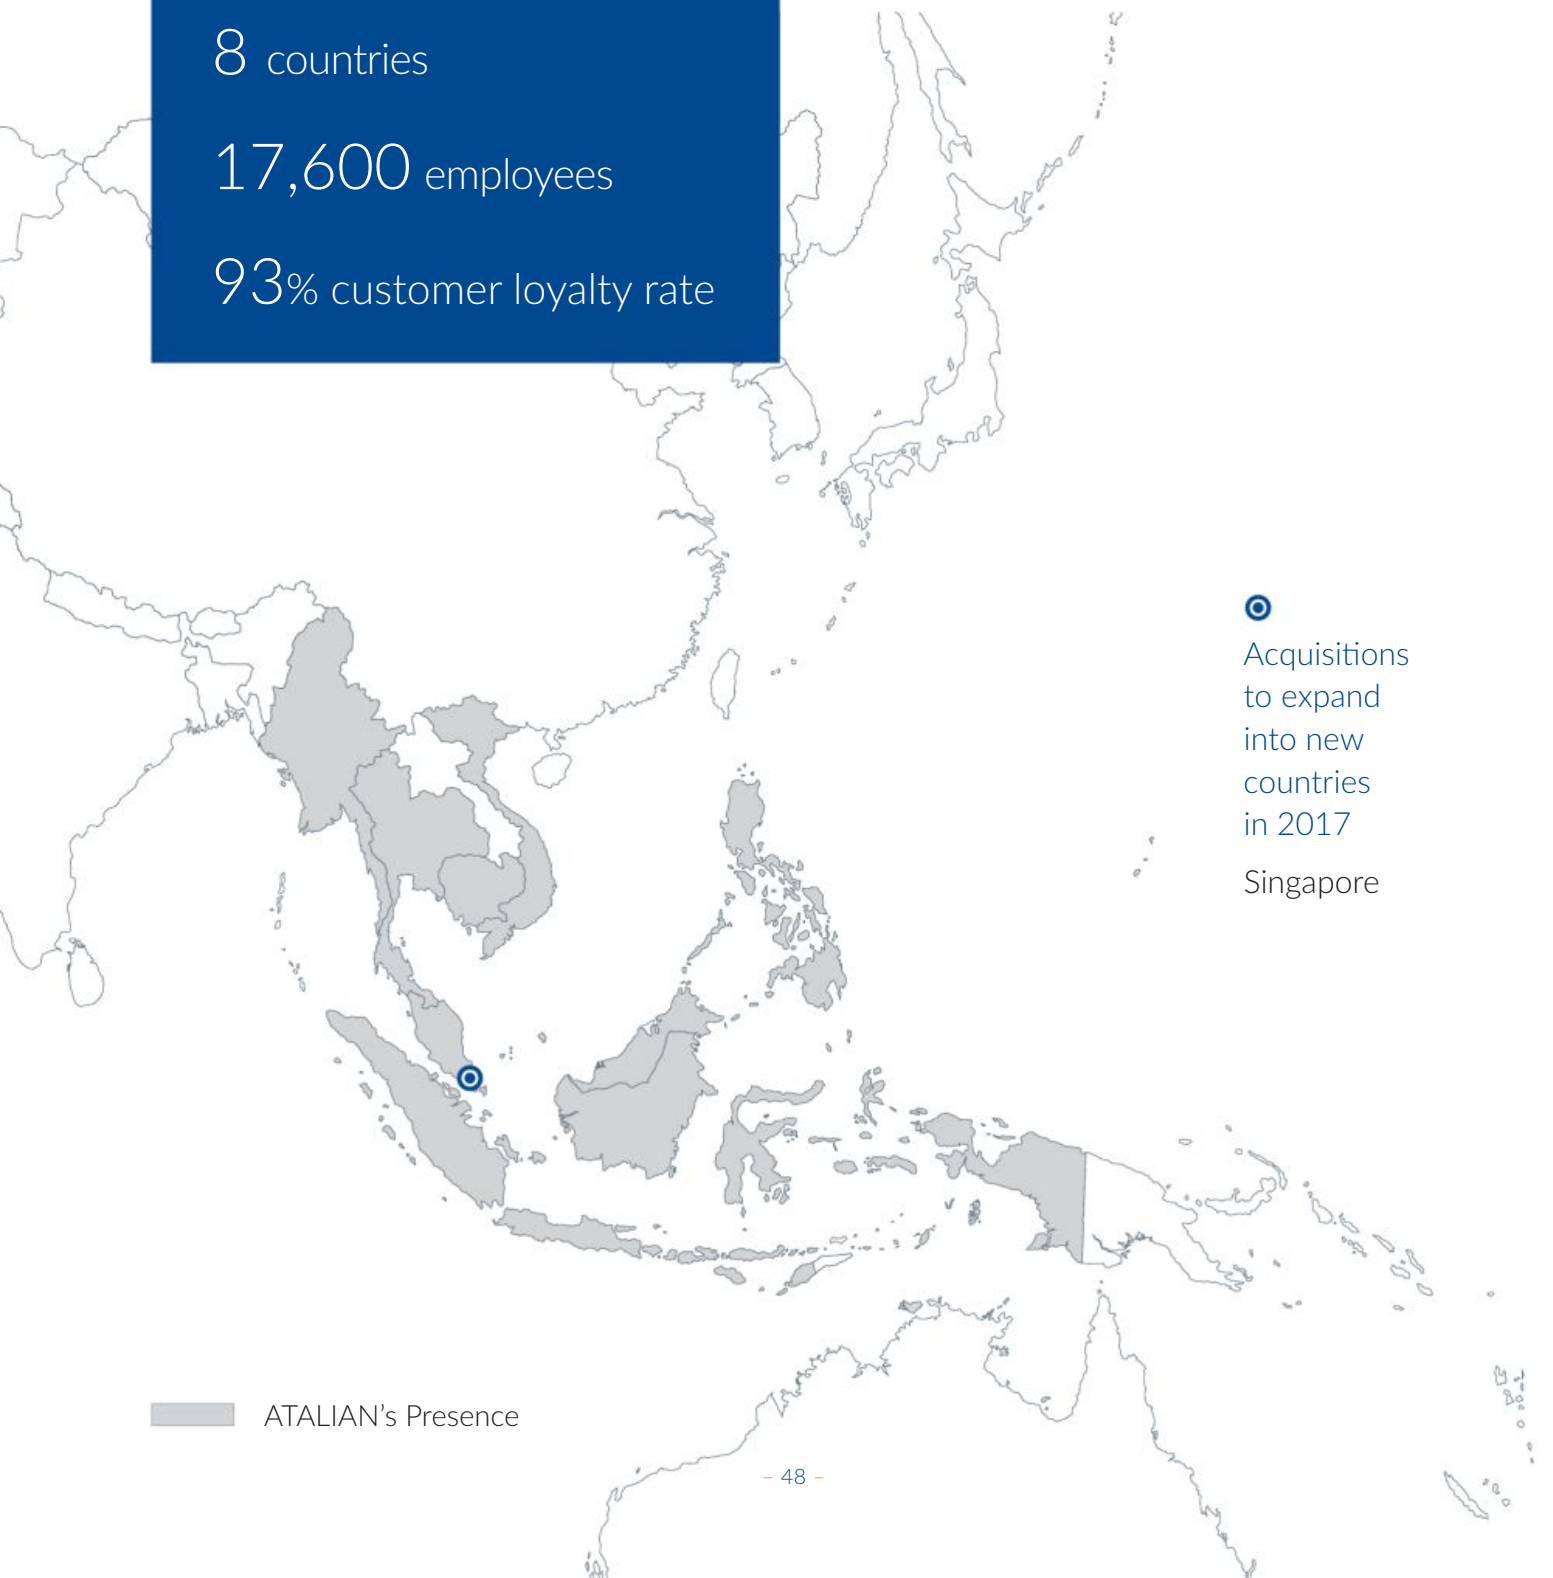 8 countries
17,600 employees
93% customer loyalty rate
Acquisitions
to expand
into new
countries
in 2017
Singapore
ATALIAN’s Presence
– 48 –